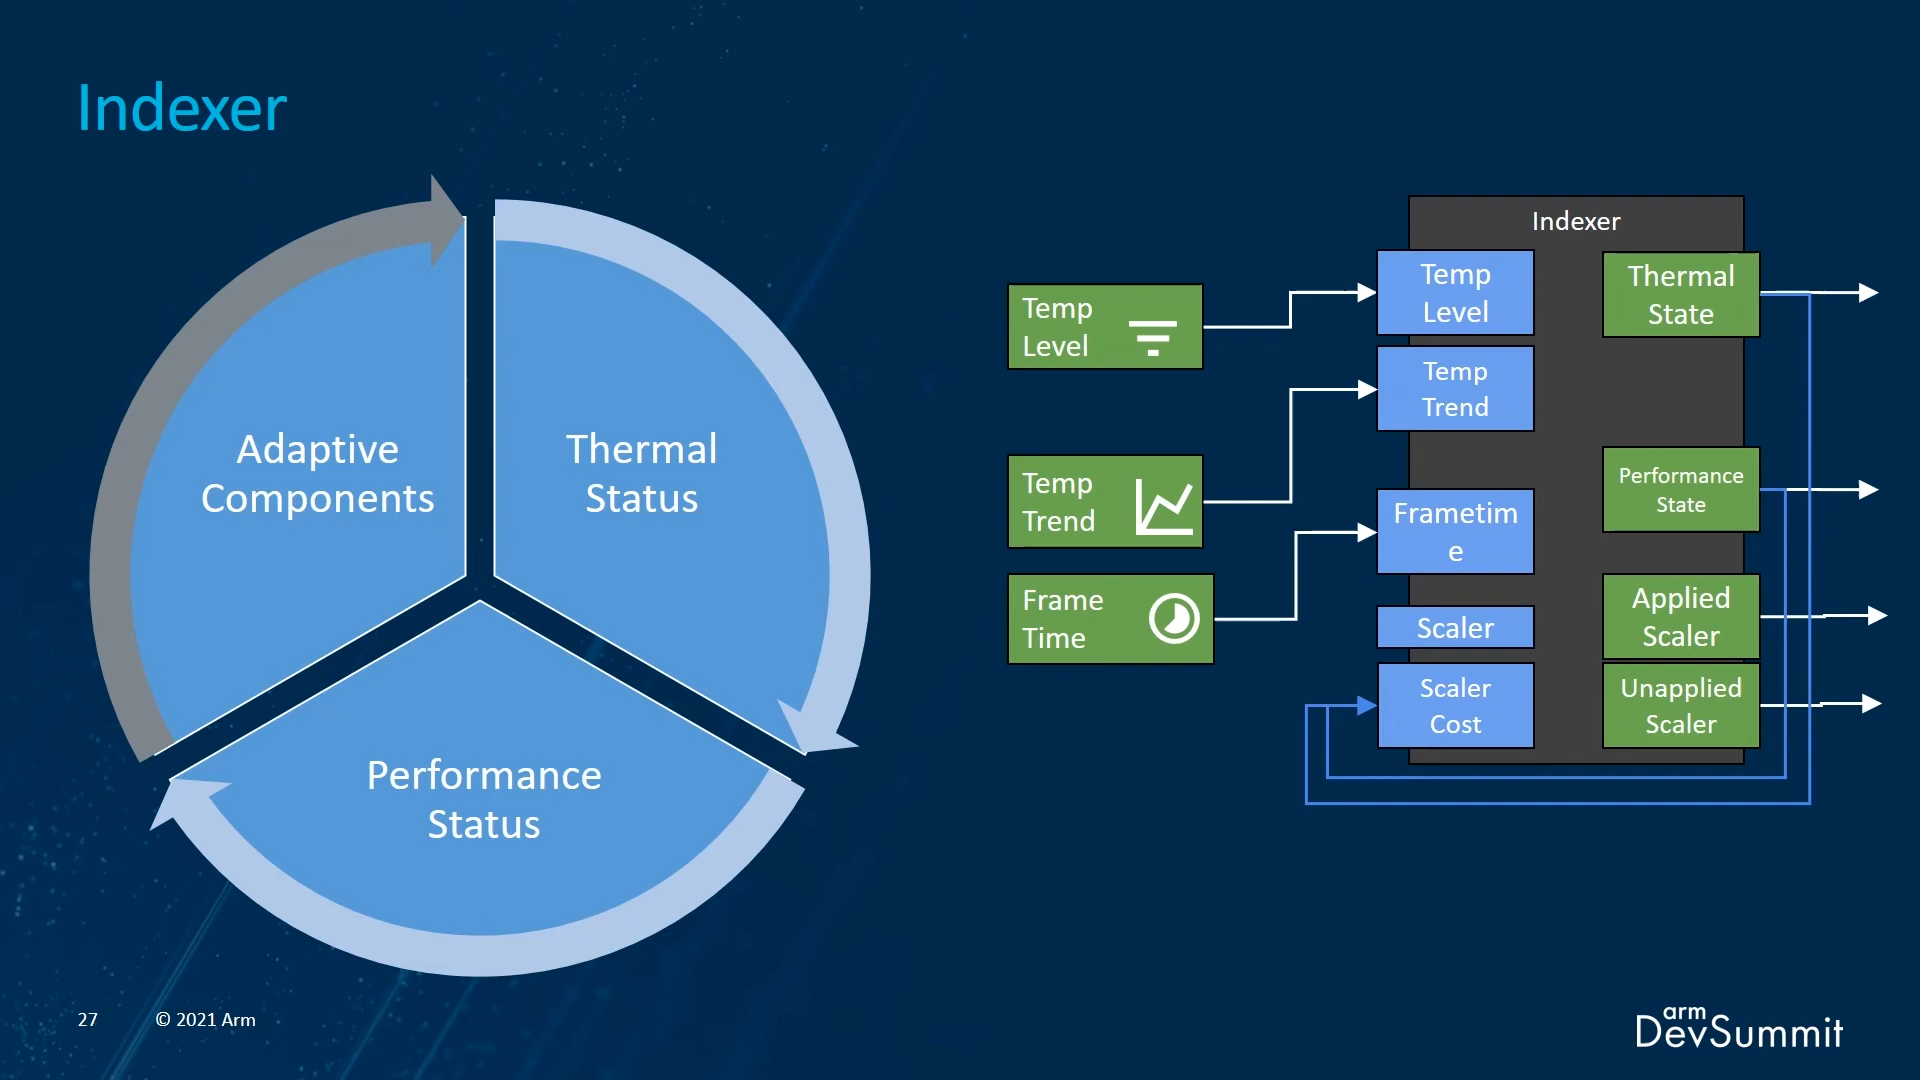 Indexer
Adaptive
Components
Thermal
Status
Performance
Status
Temp
Level
Temp
Trend
Frame
Time
Indexer
Temp
Level
Temp
Trend
Frametim
e
Scaler
Scaler
Cost
Thermal
State
Performance
State
Applied
Scaler
Unapplied
Scaler
27
© 2021 Arm
arm
DevSummit